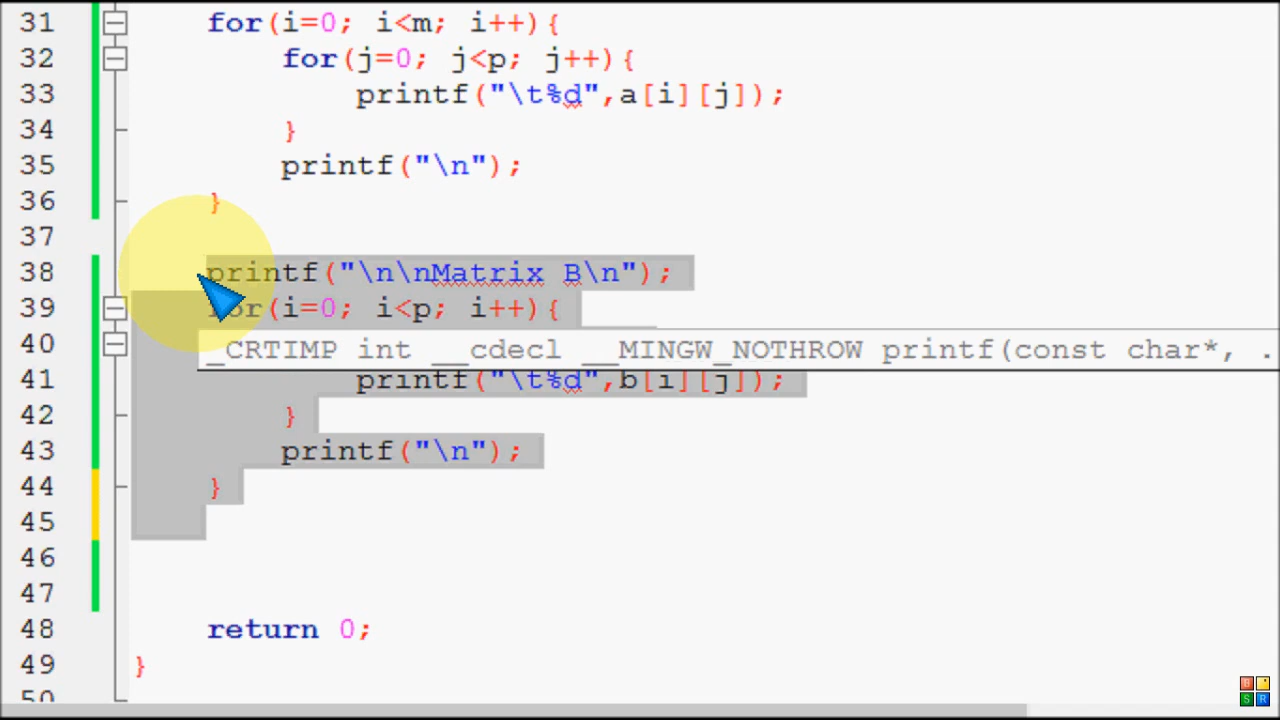 31 for(i=0; i<m; i++){
32 for(j=0; j<p; j++){
33 printf("\t%d",a[i][j]);
34 }
35 printf("\n");
36 }
37
38 printf("\n\nMatrix B\n");
39 for(i=0; i<p; i++){
40 _CRTIMP int __cdecl __MINGW_NOTHROW printf(const char*, .
41 printf("\t%d",b[i][j]);
42 }
43 printf("\n");
44 }
45
46
47
48 return 0;
49 }
50
B S R